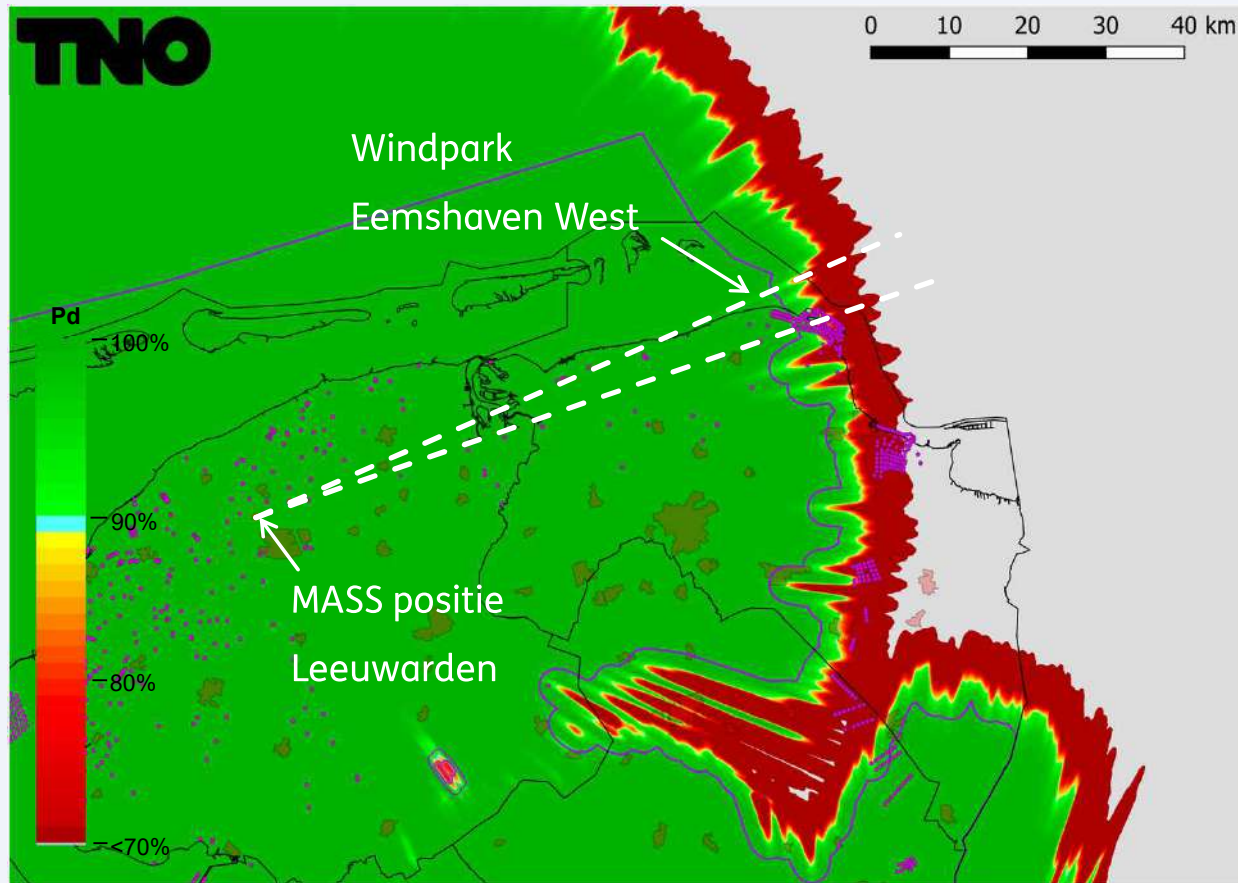 TNO
0 10 20 30 40 km
Windpark
Eemshaven West
Pd
100%
90%
MASS positie
Leeuwarden
80%
<70%